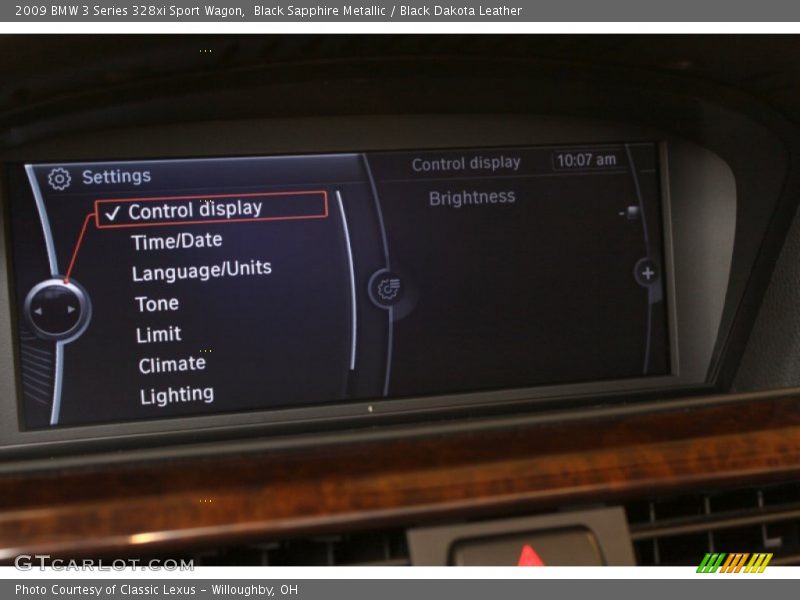 2009 BMW 3 Series 328xi Sport Wagon,  Black Sapphire Metallic / Black Dakota Leather
Settings
Control display
Time/Date
Language/Units
Tone
Limit
Climate
Lighting
Control display
10:07 am
Brightness
GTCARLOT.COM
Photo Courtesy of Classic Lexus - Willoughby, OH